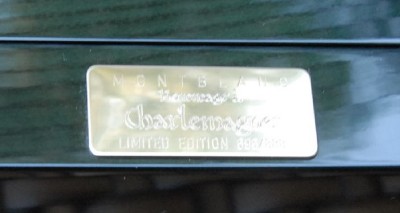 MONTBLANC
Hommage à
Charlemagne
LIMITED EDITION